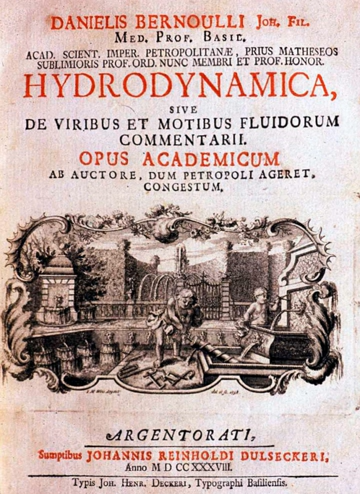 DANIELIS BERNOULLI Joh. Fil.
Med. Prof. Basil.
ACAD. SCIENT. IMPER. PETROPOLITANÆ, PRIUS MATHESEOS
SUBLIMIORIS PROF. ORD. NUNC MEMBRI ET PROF. HONOR.
HYDRODYNAMICA,
SIVE
DE VIRIBUS ET MOTIBUS FLUIDORUM
COMMENTARII.
OPUS ACADEMICUM
AB AUCTORE, DUM PETROPOLI AGERET,
CONGESTUM.
ARGENTORATI,
Sumptibus JOHANNIS REINHOLDI DULSECKERI,
Anno M D CC XXXVIII.
Typis Joh. Henr. Deckeri, Typographi Basiliensis.